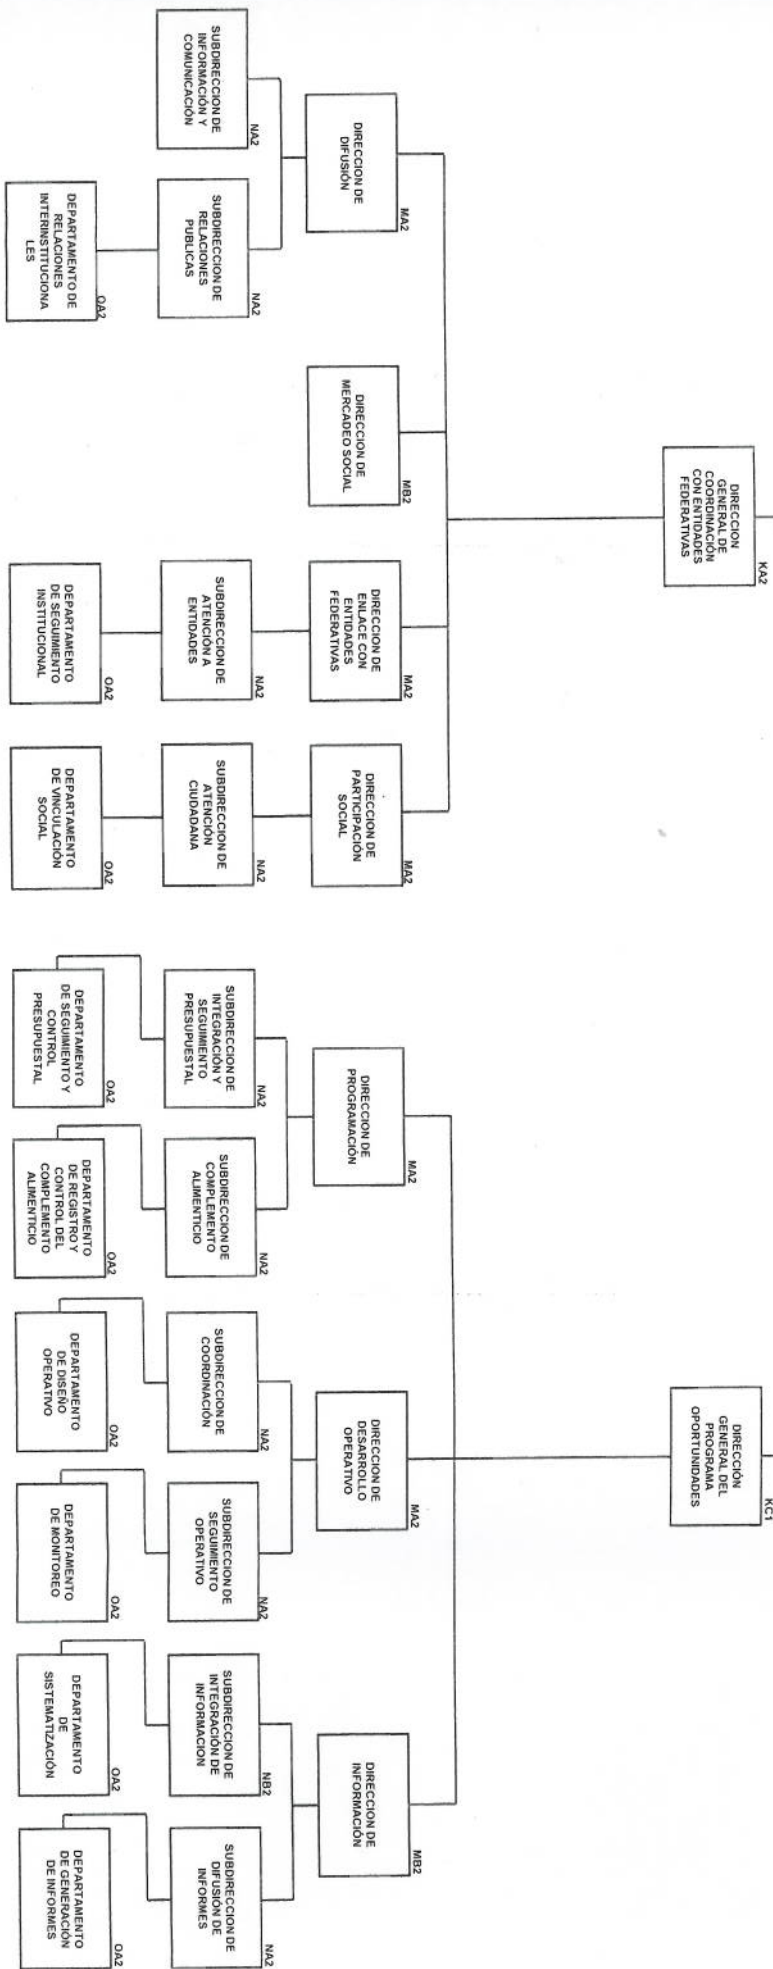 DIRECCION
GENERAL DE
COORDINACIÓN
CON ENTIDADES
FEDERATIVAS
KA2
DIRECCIÓN
GENERAL DEL
PROGRAMA
OPORTUNIDADES
KC1
DIRECCION DE
DIFUSIÓN
MA2
DIRECCION DE
MERCADEO SOCIAL
MB2
DIRECCION DE
ENLACE CON
ENTIDADES
FEDERATIVAS
MA2
DIRECCION DE
PARTICIPACIÓN
SOCIAL
MA2
DIRECCION DE
PROGRAMACIÓN
MA2
DIRECCION DE
DESARROLLO
OPERATIVO
MA2
DIRECCION DE
INFORMACIÓN
MB2
SUBDIRECCION DE
INFORMACIÓN Y
COMUNICACIÓN
NA2
SUBDIRECCION DE
RELACIONES
PUBLICAS
NA2
SUBDIRECCION DE
ATENCIÓN A
ENTIDADES
NA2
SUBDIRECCION DE
ATENCIÓN
CIUDADANA
NA2
SUBDIRECCION DE
INTEGRACIÓN Y
SEGUIMIENTO
PRESUPUESTAL
NA2
SUBDIRECCION DE
COMPLEMENTO
ALIMENTICIO
NA2
SUBDIRECCION DE
COORDINACIÓN
NA2
SUBDIRECCION DE
SEGUIMIENTO
OPERATIVO
NA2
SUBDIRECCION DE
INTEGRACIÓN DE
INFORMACION
NB2
SUBDIRECCION DE
DIFUSIÓN DE
INFORMES
NA2
DEPARTAMENTO DE
RELACIONES
INTERINSTITUCIONA
LES
OA2
DEPARTAMENTO
DE SEGUIMIENTO
INSTITUCIONAL
OA2
DEPARTAMENTO
DE VINCULACIÓN
SOCIAL
OA2
DEPARTAMENTO
DE SEGUIMIENTO Y
CONTROL
PRESUPUESTAL
OA2
DEPARTAMENTO
DE REGISTRO Y
CONTROL DEL
COMPLEMENTO
ALIMENTICIO
OA2
DEPARTAMENTO
DE DISEÑO
OPERATIVO
OA2
DEPARTAMENTO
DE MONITOREO
OA2
DEPARTAMENTO
DE
SISTEMATIZACIÓN
OA2
DEPARTAMENTO
DE GENERACIÓN
DE INFORMES
OA2